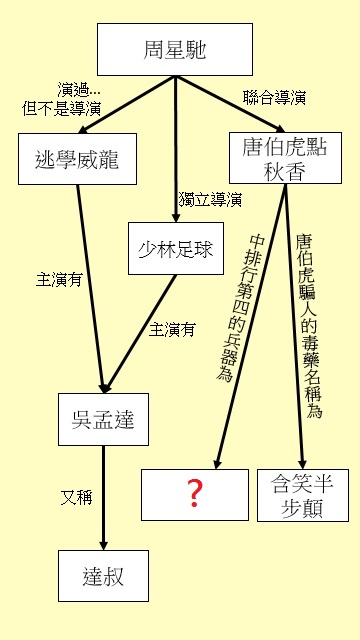 周星馳
演過...
但不是導演
聯合導演
逃學威龍
唐伯虎點
秋香
獨立導演
少林足球
主演有
主演有
中排行第四的兵器為
唐伯虎騙人的毒藥名稱為
吳孟達
?
含笑半
步顛
又稱
達叔